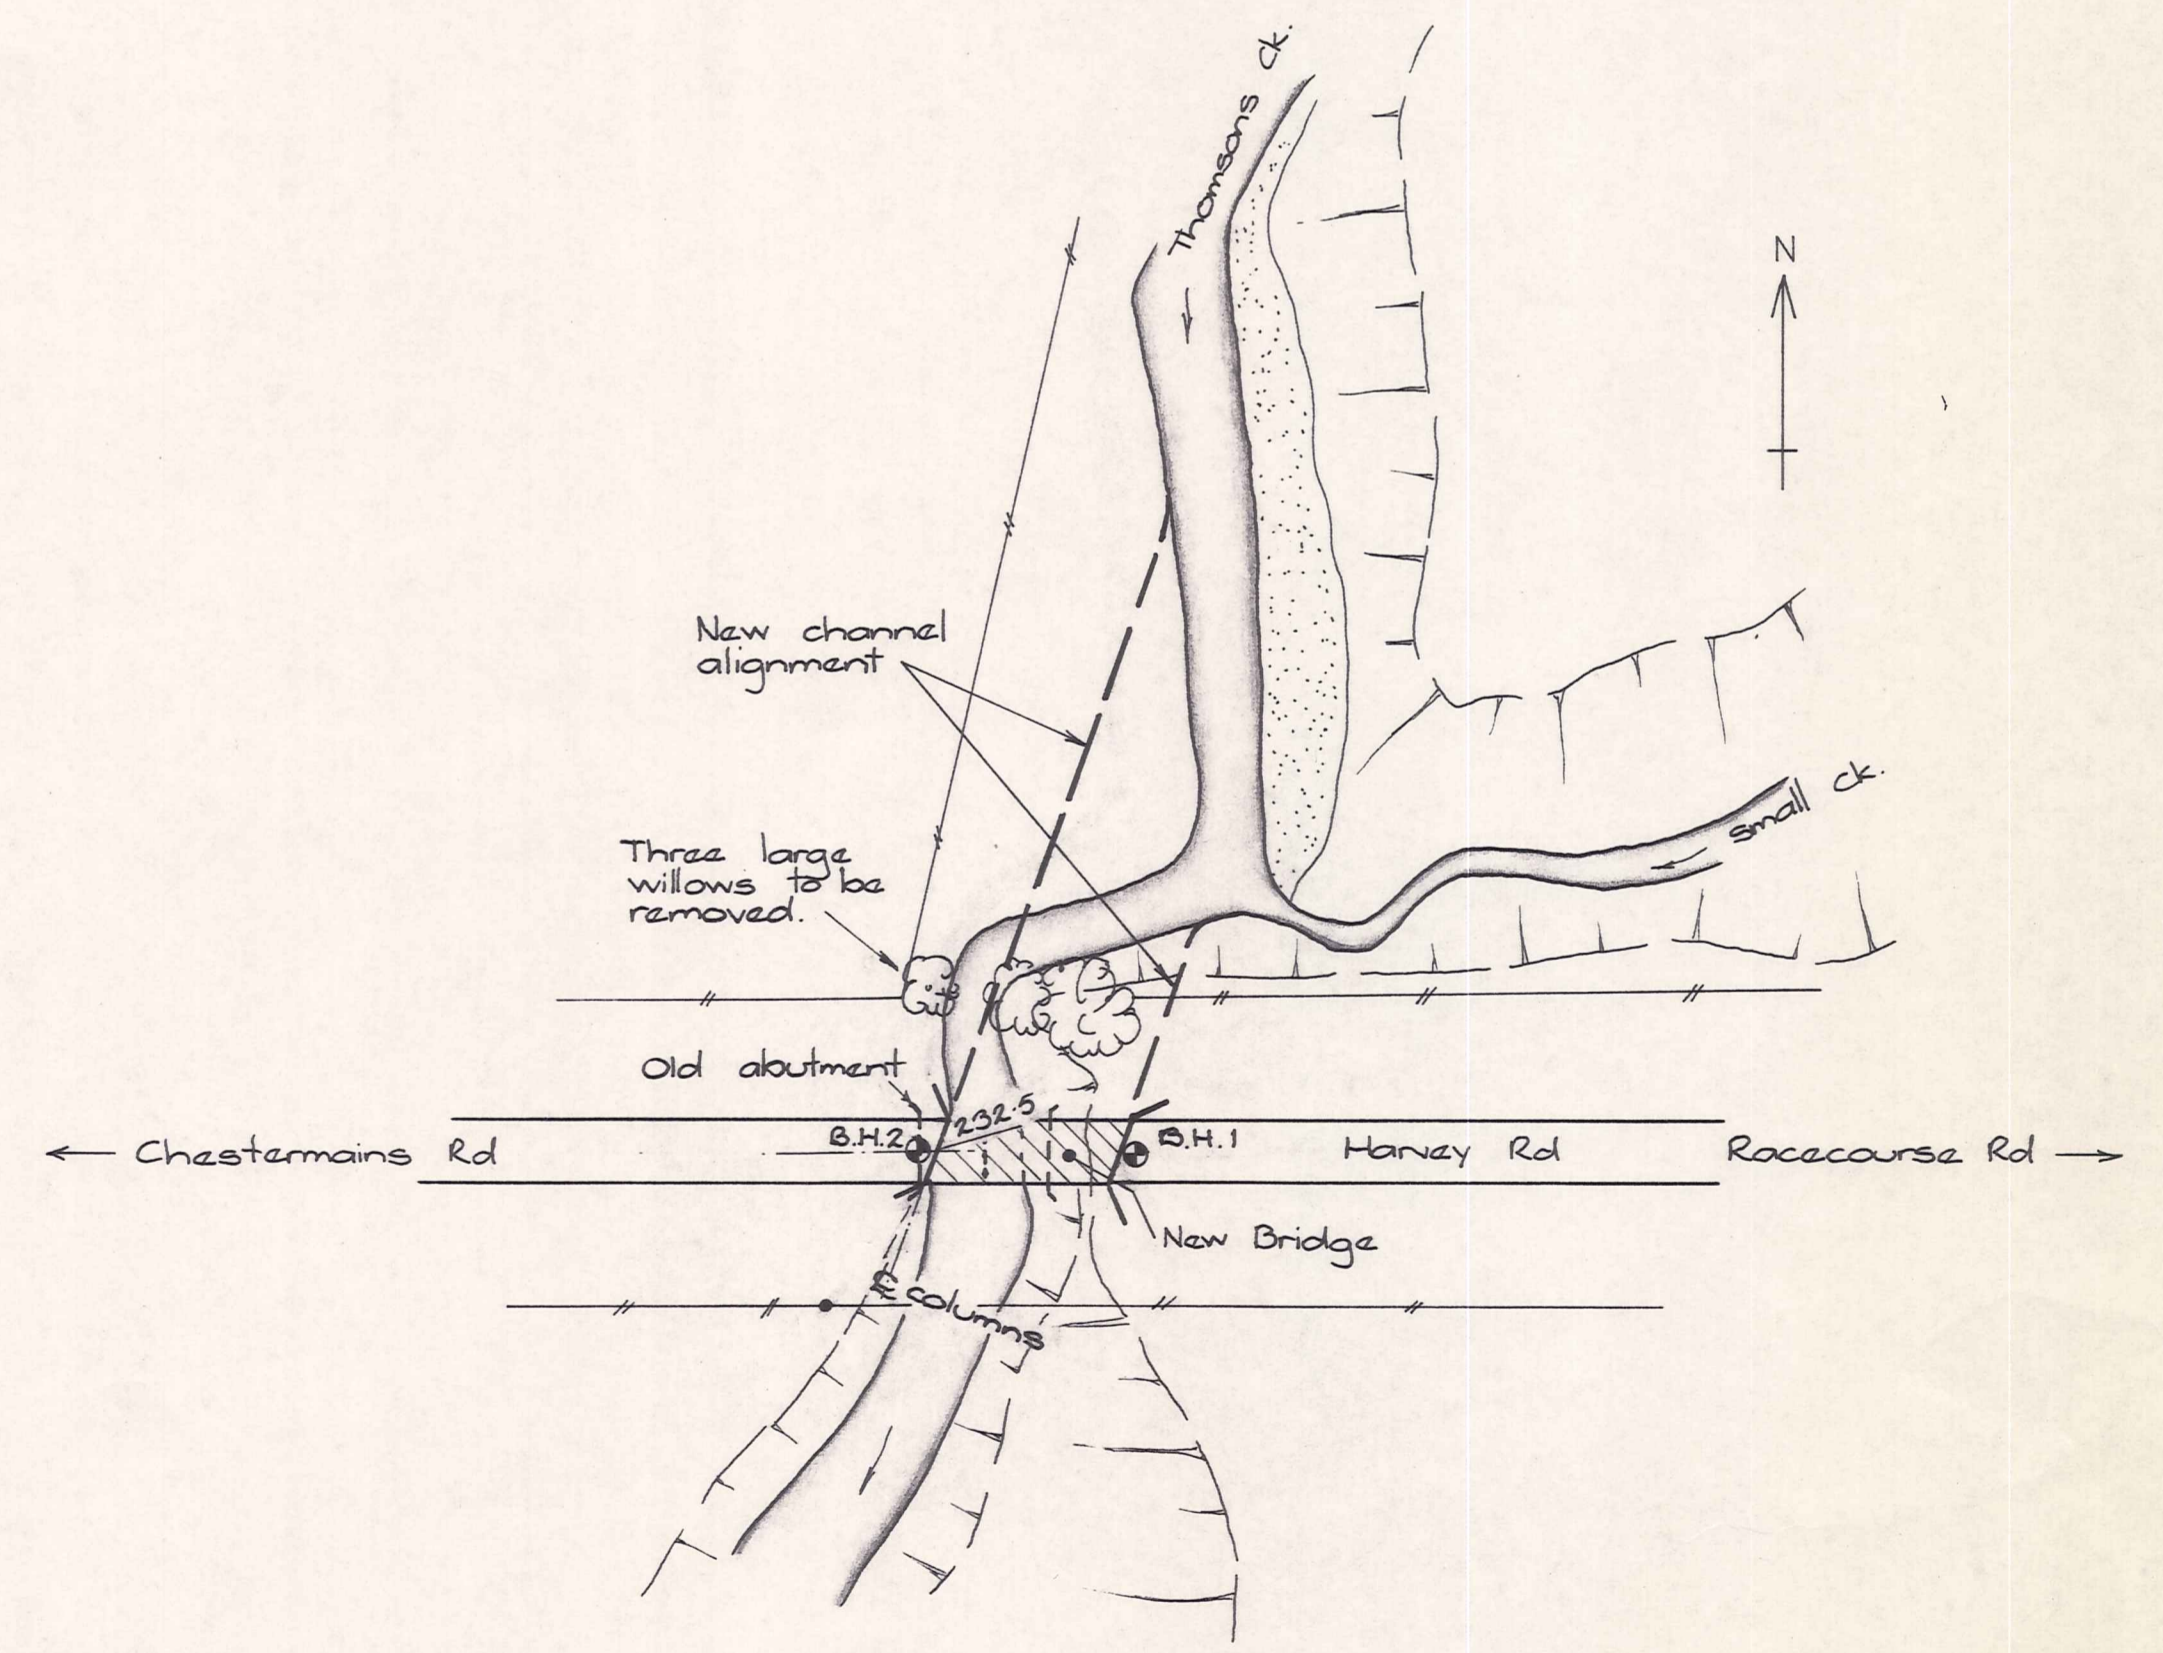 Thomsons Ck.
N
New channel
alignment
small ck.
Three large
willows to be
removed.
Old abutment
232.5
B.H.2
B.H.1
← Chestermains Rd
Harvey Rd
Racecourse Rd →
New Bridge
℄ columns